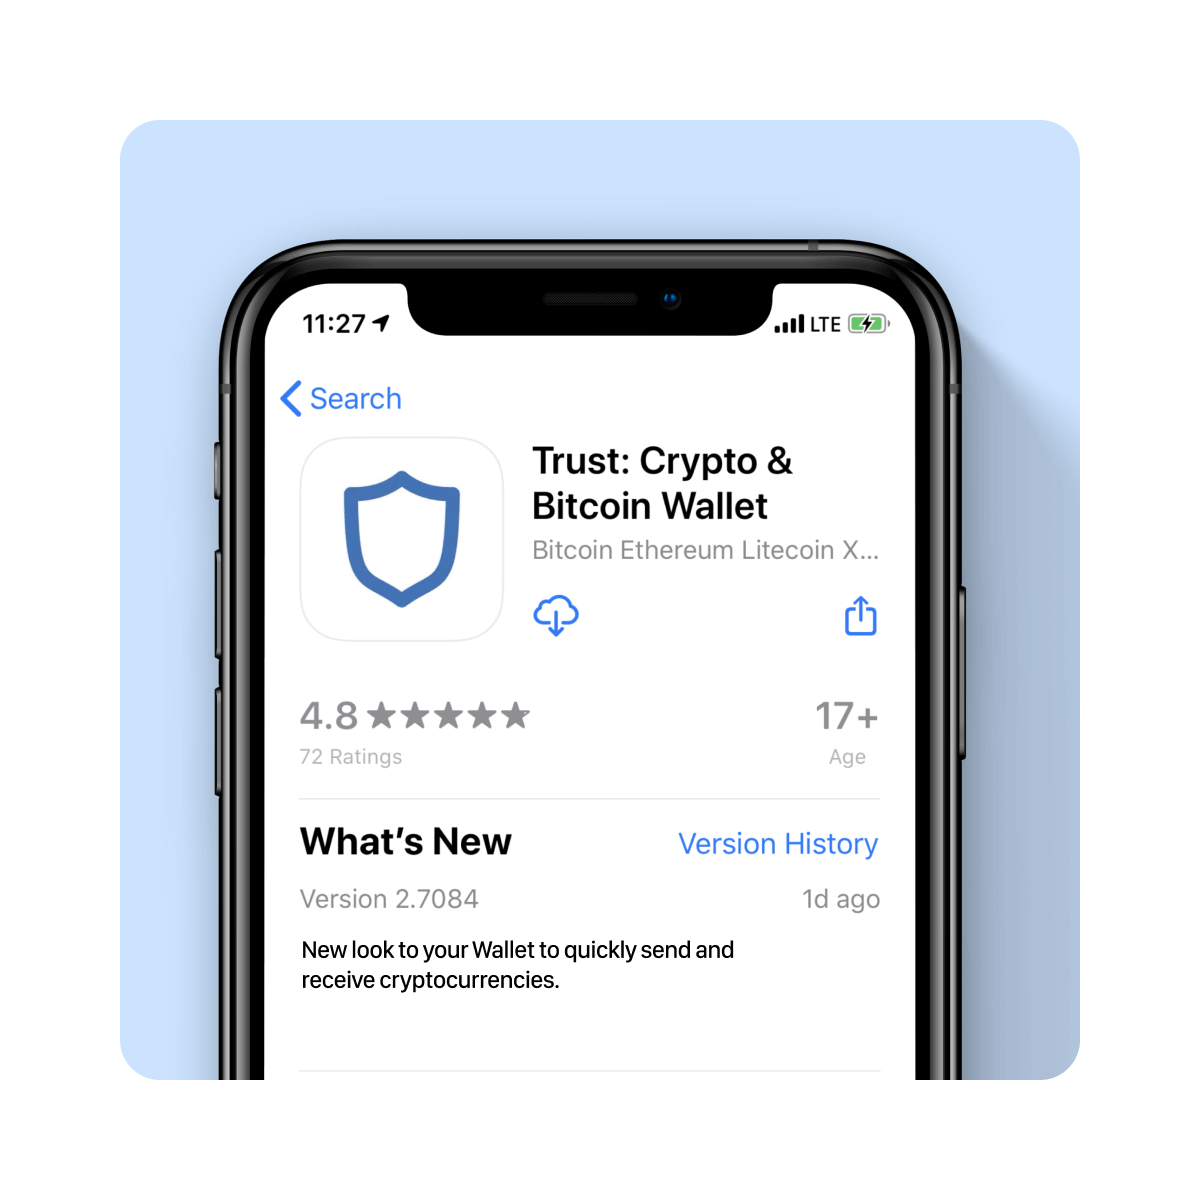 11:27 LTE
Search
Trust: Crypto &
Bitcoin Wallet
Bitcoin Ethereum Litecoin X...
4.8 17+
72 Ratings Age
What's New Version History
Version 2.7084 1d ago
New look to your Wallet to quickly send and
receive cryptocurrencies.